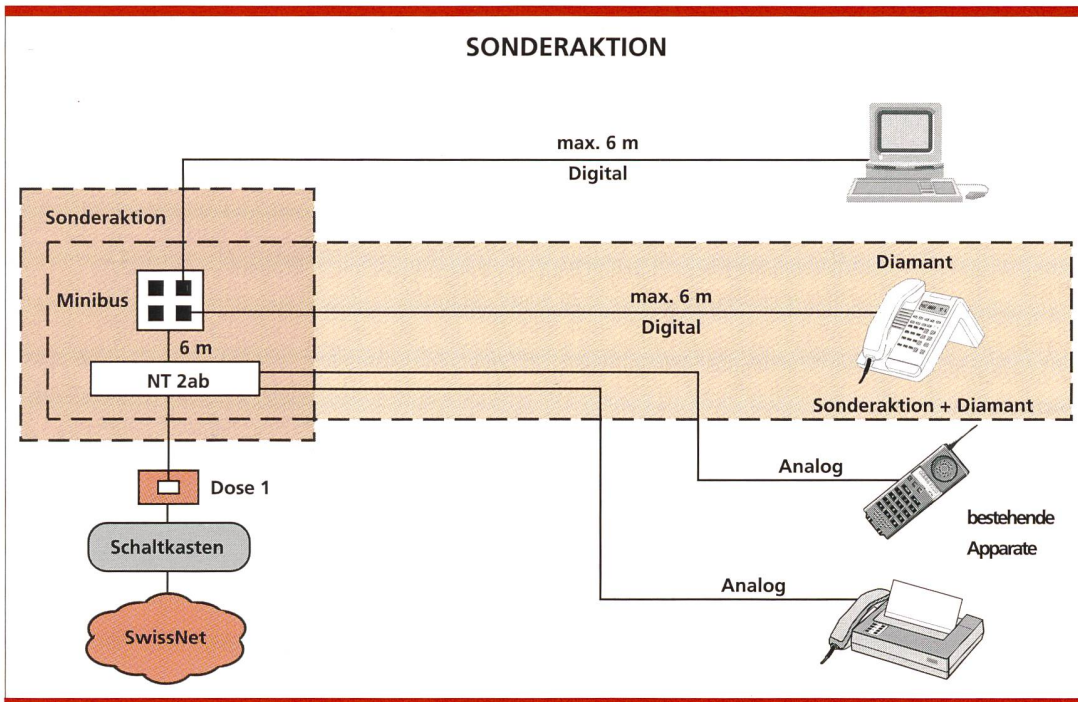 SONDERAKTION
max. 6 m
Digital
Sonderaktion
Diamant
Minibus
max. 6 m
Digital
6 m
NT 2ab
Sonderaktion + Diamant
Analog
Dose 1
bestehende
Apparate
Schaltkasten
Analog
SwissNet